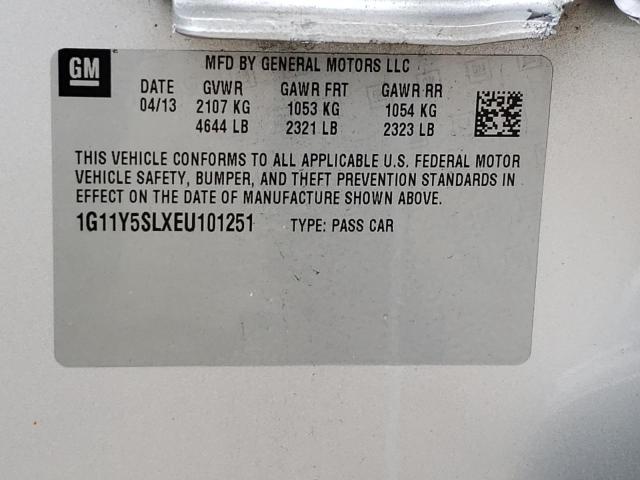 GM
MFD BY GENERAL MOTORS LLC
DATE GVWR GAWR FRT GAWR RR
04/13 2107 KG 1053 KG 1054 KG
4644 LB 2321 LB 2323 LB
THIS VEHICLE CONFORMS TO ALL APPLICABLE U.S. FEDERAL MOTOR
VEHICLE SAFETY, BUMPER, AND THEFT PREVENTION STANDARDS IN
EFFECT ON THE DATE OF MANUFACTURE SHOWN ABOVE.
1G11Y5SLXEU101251 TYPE: PASS CAR